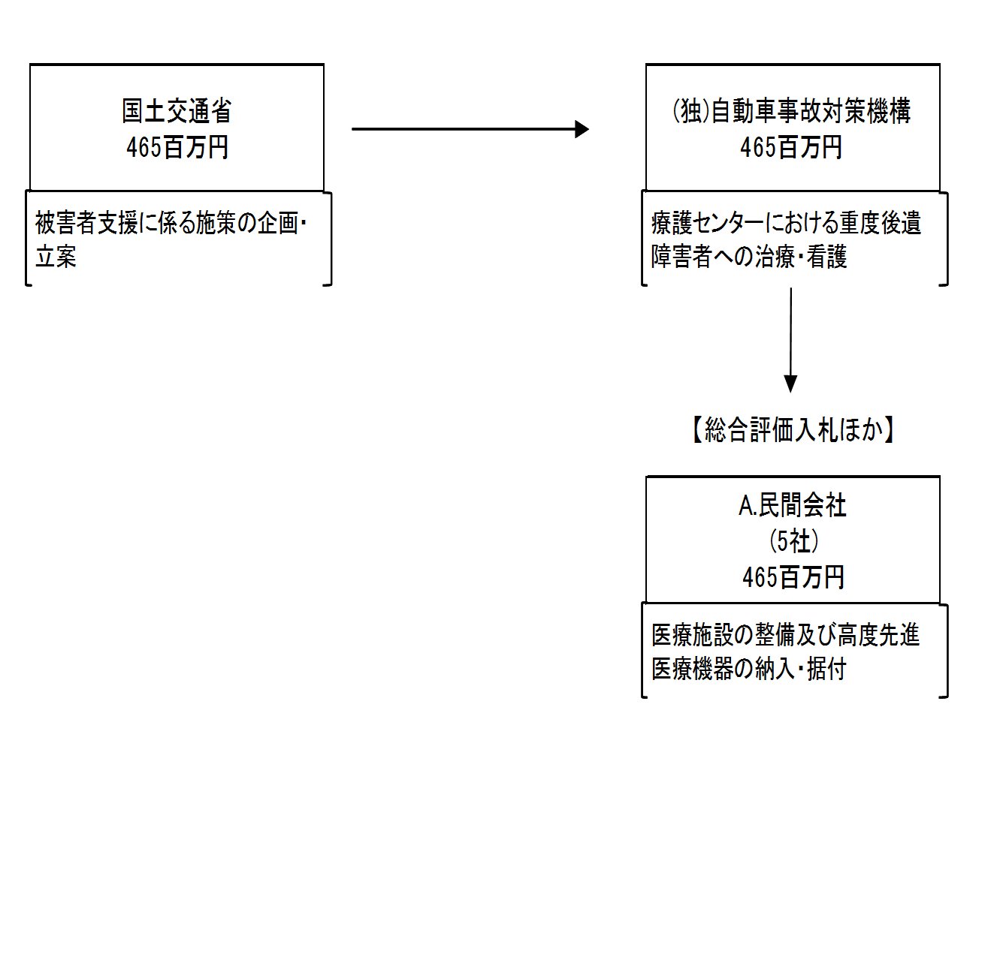 国土交通省
465百万円
被害者支援に係る施策の企画・
立案
(独)自動車事故対策機構
465百万円
療護センターにおける重度後遺
障害者への治療・看護
【総合評価入札ほか】
A.民間会社
(5社)
465百万円
医療施設の整備及び高度先進
医療機器の納入・据付